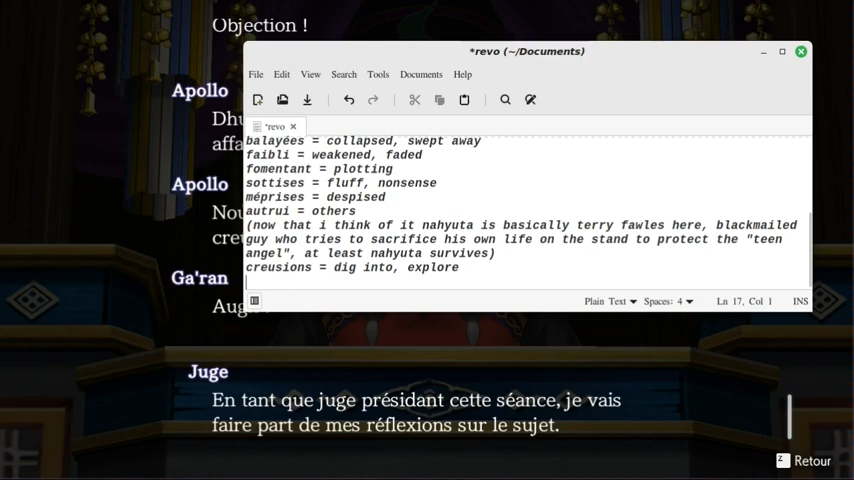 Objection !
*revo (~/Documents)
File Edit View Search Tools Documents Help
*revo
balayées = collapsed, swept away
faibli = weakened, faded
fomentant = plotting
sottises = fluff, nonsense
méprises = despised
autrui = others
(now that i think of it nahyuta is basically terry fawles here, blackmailed
guy who tries to sacrifice his own life on the stand to protect the "teen
angel", at least nahyuta survives)
creusions = dig into, explore
Plain Text Spaces: 4 Ln 17, Col 1 INS
Apollo
Dhu
affa
Apollo
Nou
creu
Ga'ran
Aug
Juge
En tant que juge présidant cette séance, je vais
faire part de mes réflexions sur le sujet.
Z Retour